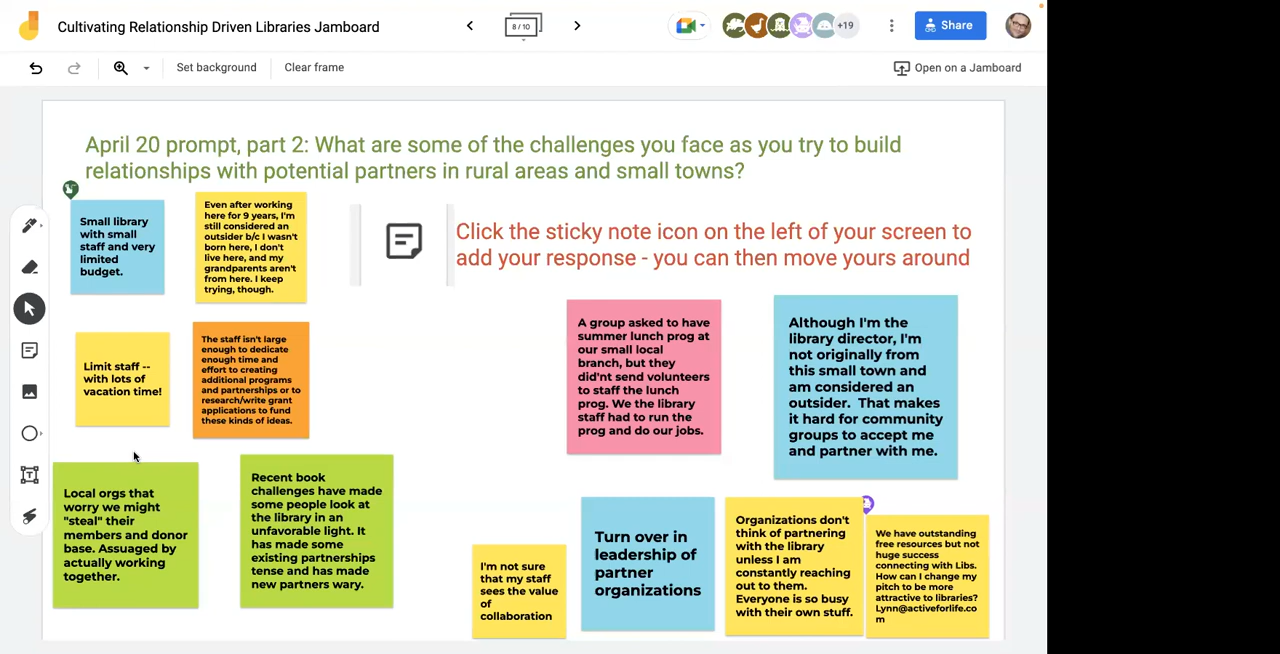 Cultivating Relationship Driven Libraries Jamboard
8 / 10
+19
Share
Set background
Clear frame
Open on a Jamboard
April 20 prompt, part 2: What are some of the challenges you face as you try to build
relationships with potential partners in rural areas and small towns?
Click the sticky note icon on the left of your screen to
add your response - you can then move yours around
Small library
with small
staff and very
limited
budget.
Even after working
here for 9 years, I'm
still considered an
outsider b/c I wasn't
born here, I don't
live here, and my
grandparents aren't
from here. I keep
trying, though.
Limit staff --
with lots of
vacation time!
The staff isn't large
enough to dedicate
enough time and
effort to creating
additional programs
and partnerships or to
research/write grant
applications to fund
these kinds of ideas.
A group asked to have
summer lunch prog at
our small local
branch, but they
did'nt send volunteers
to staff the lunch
prog. We the library
staff had to run the
prog and do our jobs.
Although I'm the
library director, I'm
not originally from
this small town and
am considered an
outsider. That makes
it hard for community
groups to accept me
and partner with me.
Local orgs that
worry we might
"steal" their
members and donor
base. Assuaged by
actually working
together.
Recent book
challenges have made
some people look at
the library in an
unfavorable light. It
has made some
existing partnerships
tense and has made
new partners wary.
I'm not sure
that my staff
sees the value
of
collaboration
Turn over in
leadership of
partner
organizations
Organizations don't
think of partnering
with the library
unless I am
constantly reaching
out to them.
Everyone is so busy
with their own stuff.
We have outstanding
free resources but not
huge success
connecting with Libs.
How can I change my
pitch to be more
attractive to libraries?
Lynn@activeforlife.co
m